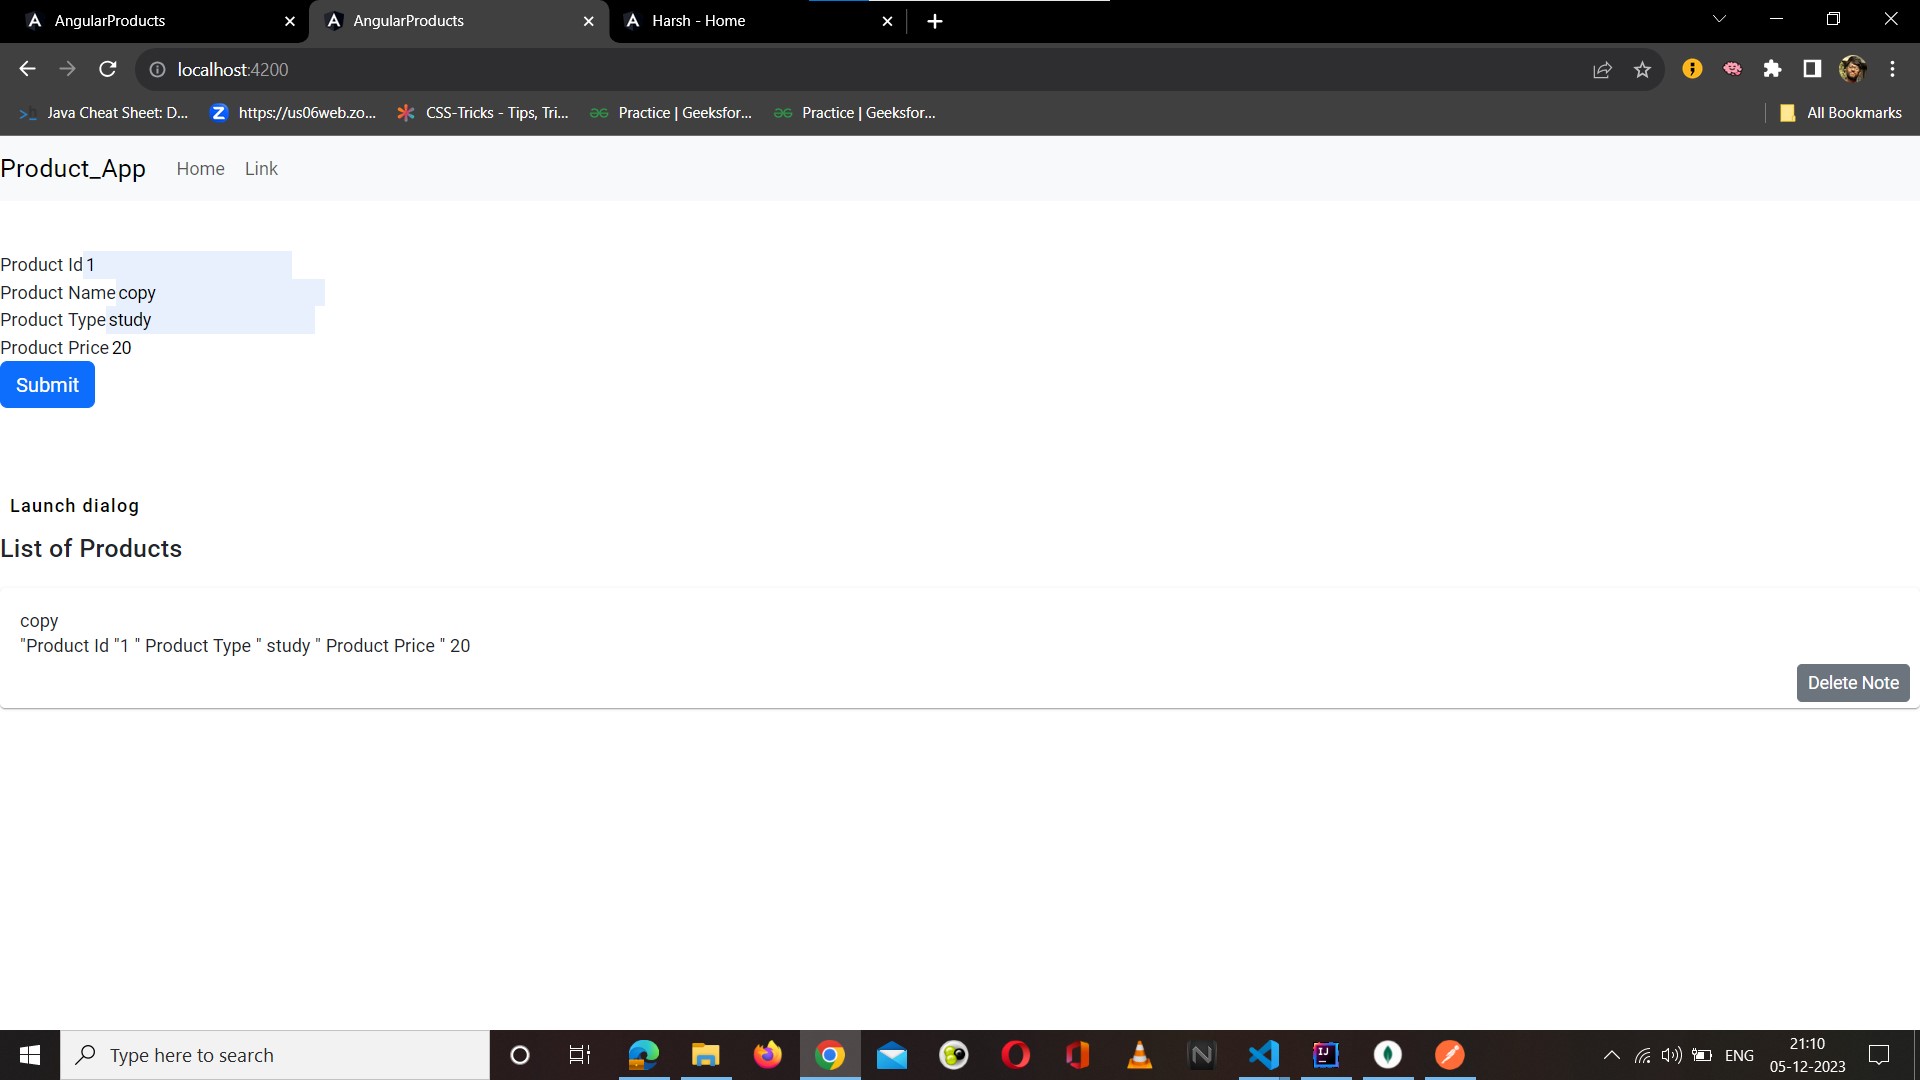 AngularProducts
AngularProducts
Harsh - Home
localhost:4200
Java Cheat Sheet: D...
https://us06web.zo...
CSS-Tricks - Tips, Tri...
Practice | Geeksfor...
Practice | Geeksfor...
All Bookmarks
Product_App
Home
Link
Product Id 1
Product Name copy
Product Type study
Product Price 20
Submit
Launch dialog
List of Products
copy
"Product Id "1 " Product Type " study " Product Price " 20
Delete Note
Type here to search
ENG
21:10
05-12-2023